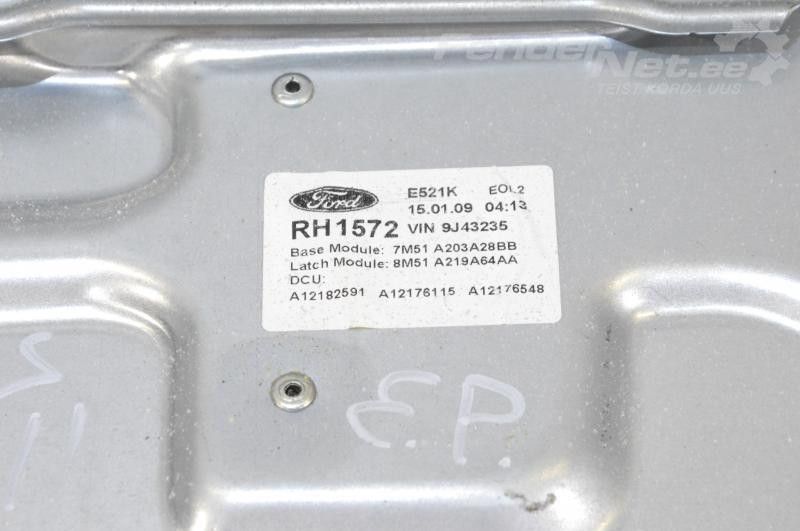 FenderNet.ee
TEIST KORDA UUS
Ford
E521K EOL2
15.01.09 04:13
RH1572 VIN 9J43235
Base Module: 7M51 A203A28BB
Latch Module: 8M51 A219A64AA
DCU:
A12182591 A12176115 A12176548